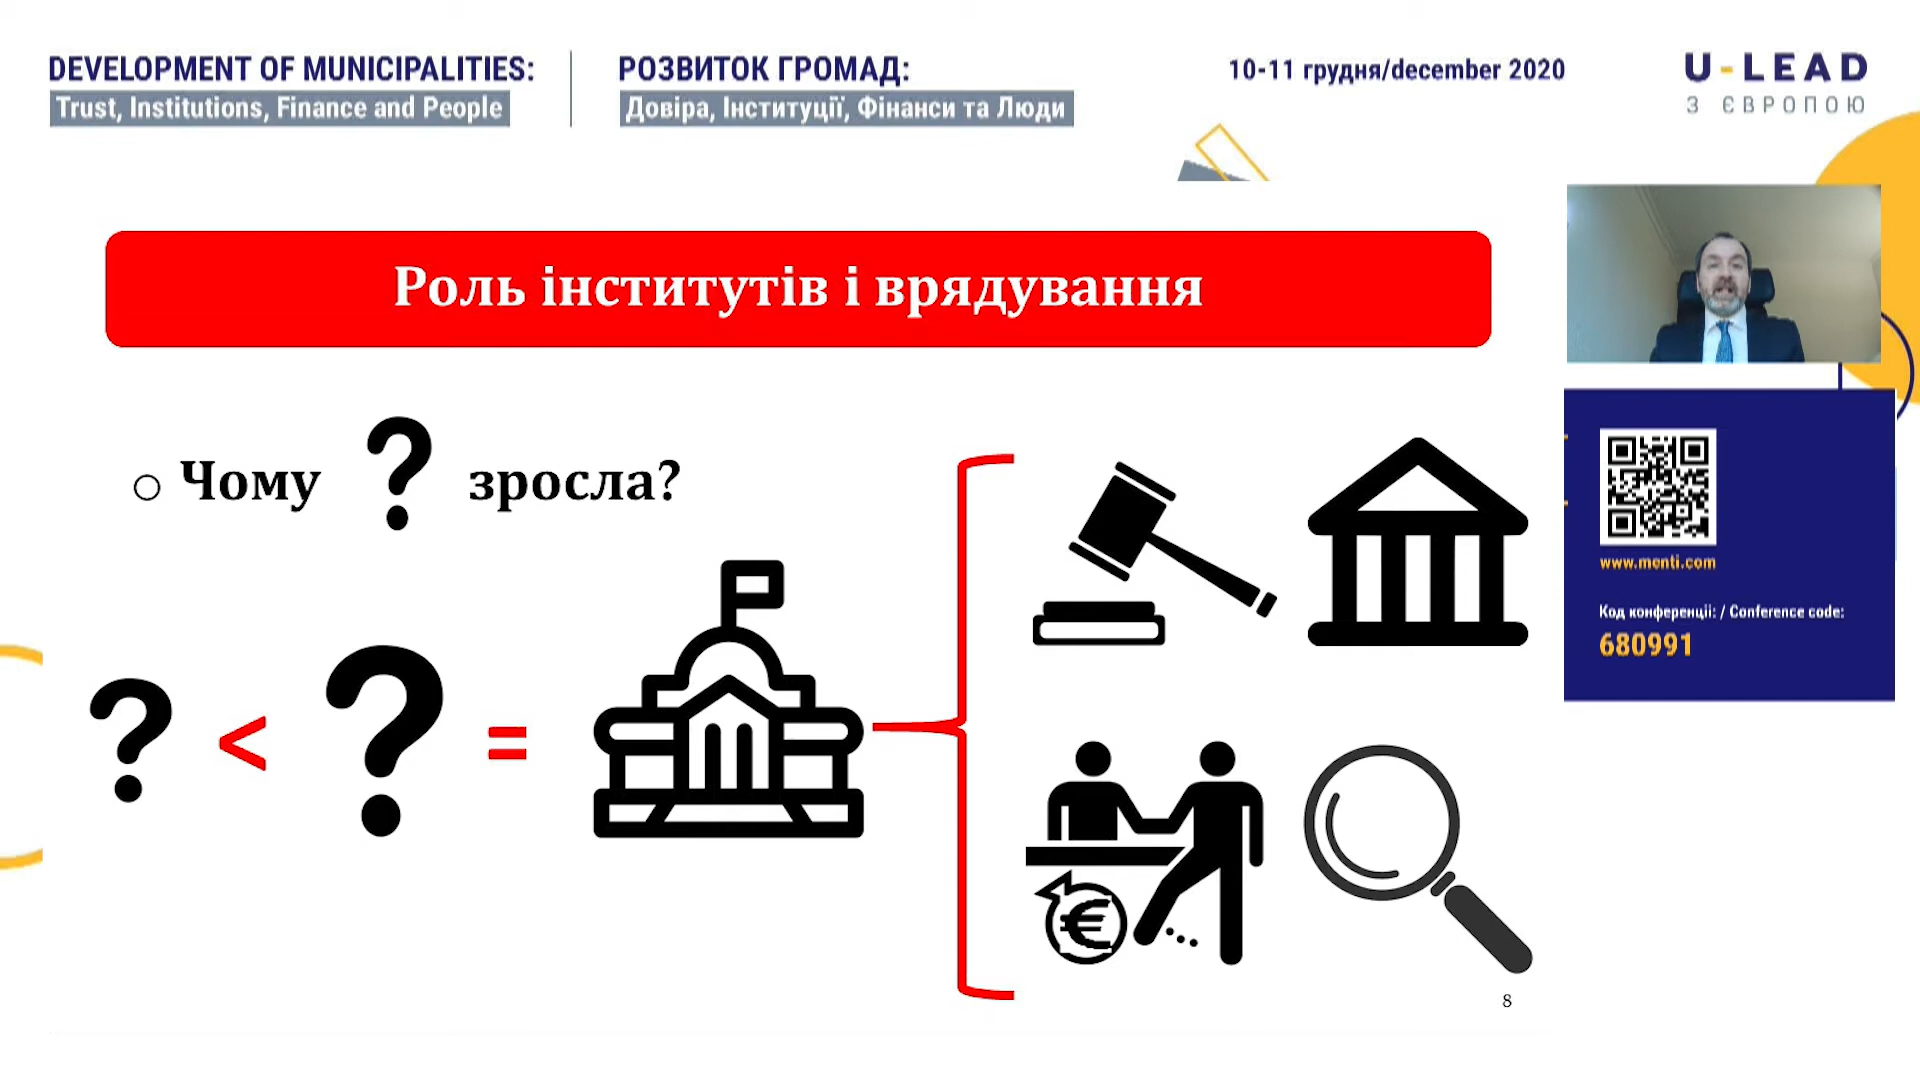 DEVELOPMENT OF MUNICIPALITIES:
Trust, Institutions, Finance and People
РОЗВИТОК ГРОМАД:
Довіра, Інституції, Фінанси та Люди
10-11 грудня/december 2020
U-LEAD
З ЄВРОПОЮ
Роль інститутів і врядування
Чому ? зросла?
? < ? =
€
www.menti.com
Код конференції: / Conference code:
680991
8